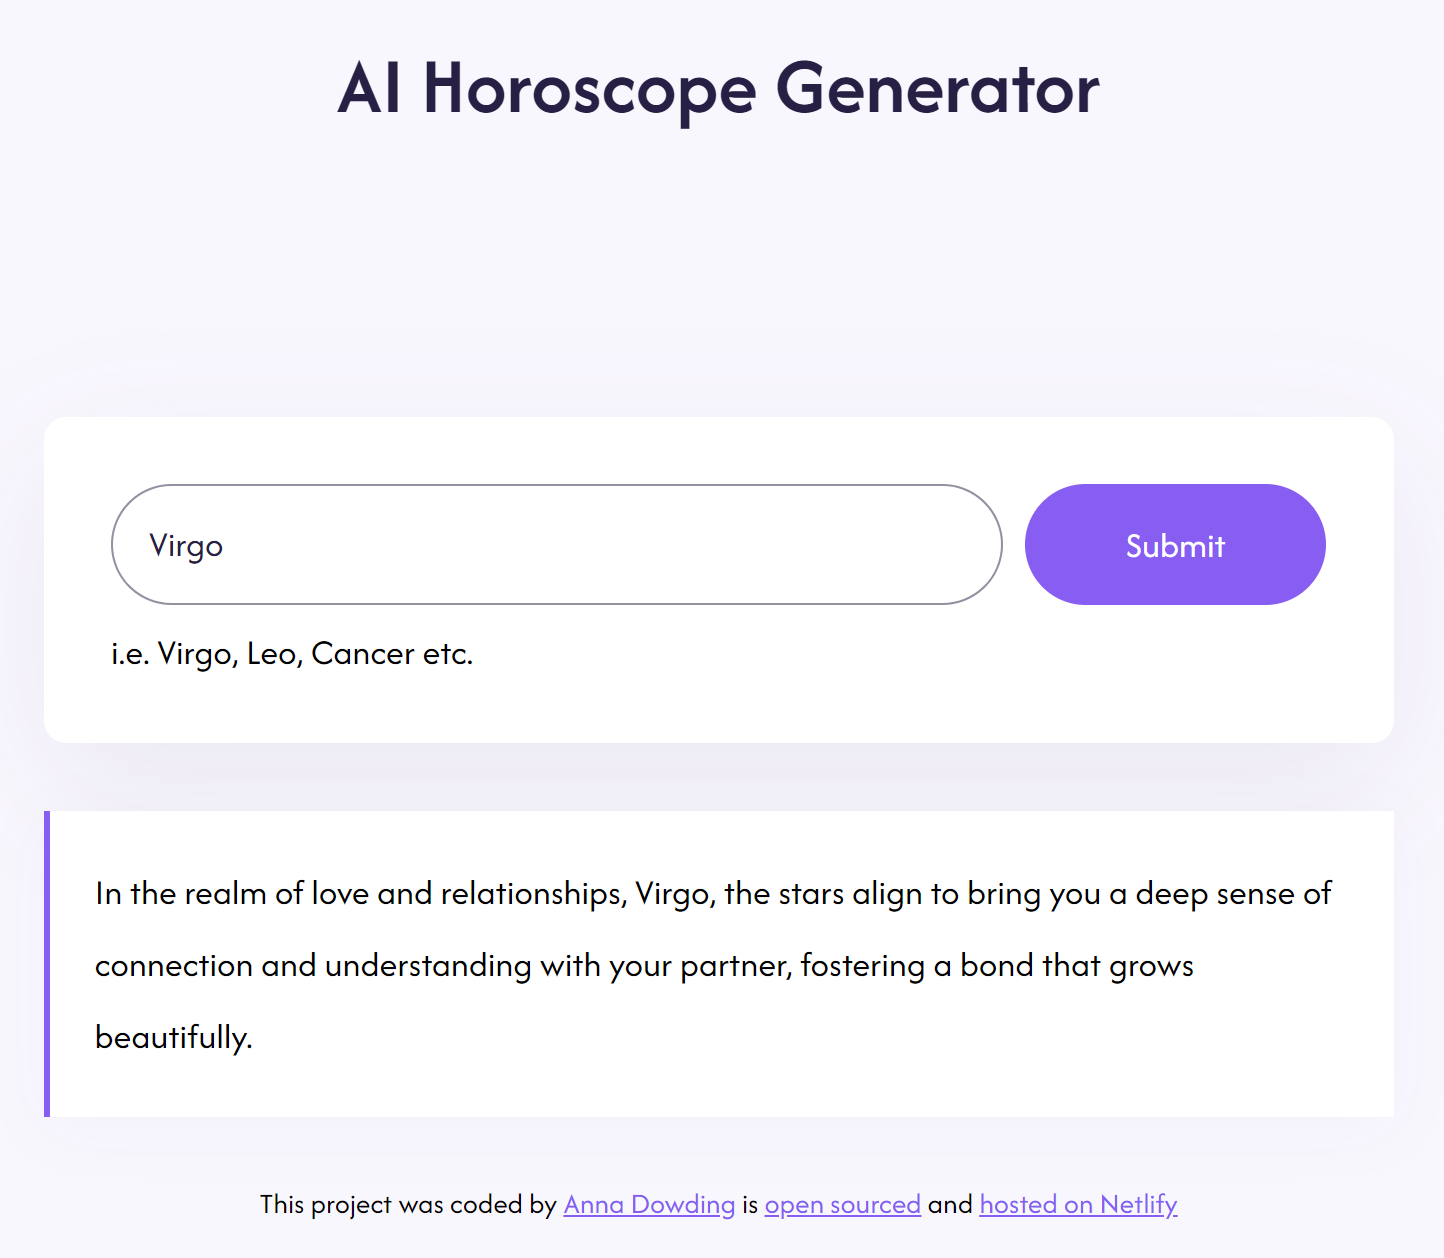 AI Horoscope Generator
Virgo
Submit
i.e. Virgo, Leo, Cancer etc.
In the realm of love and relationships, Virgo, the stars align to bring you a deep sense of
connection and understanding with your partner, fostering a bond that grows
beautifully.
This project was coded by Anna Dowding is open sourced and hosted on Netlify